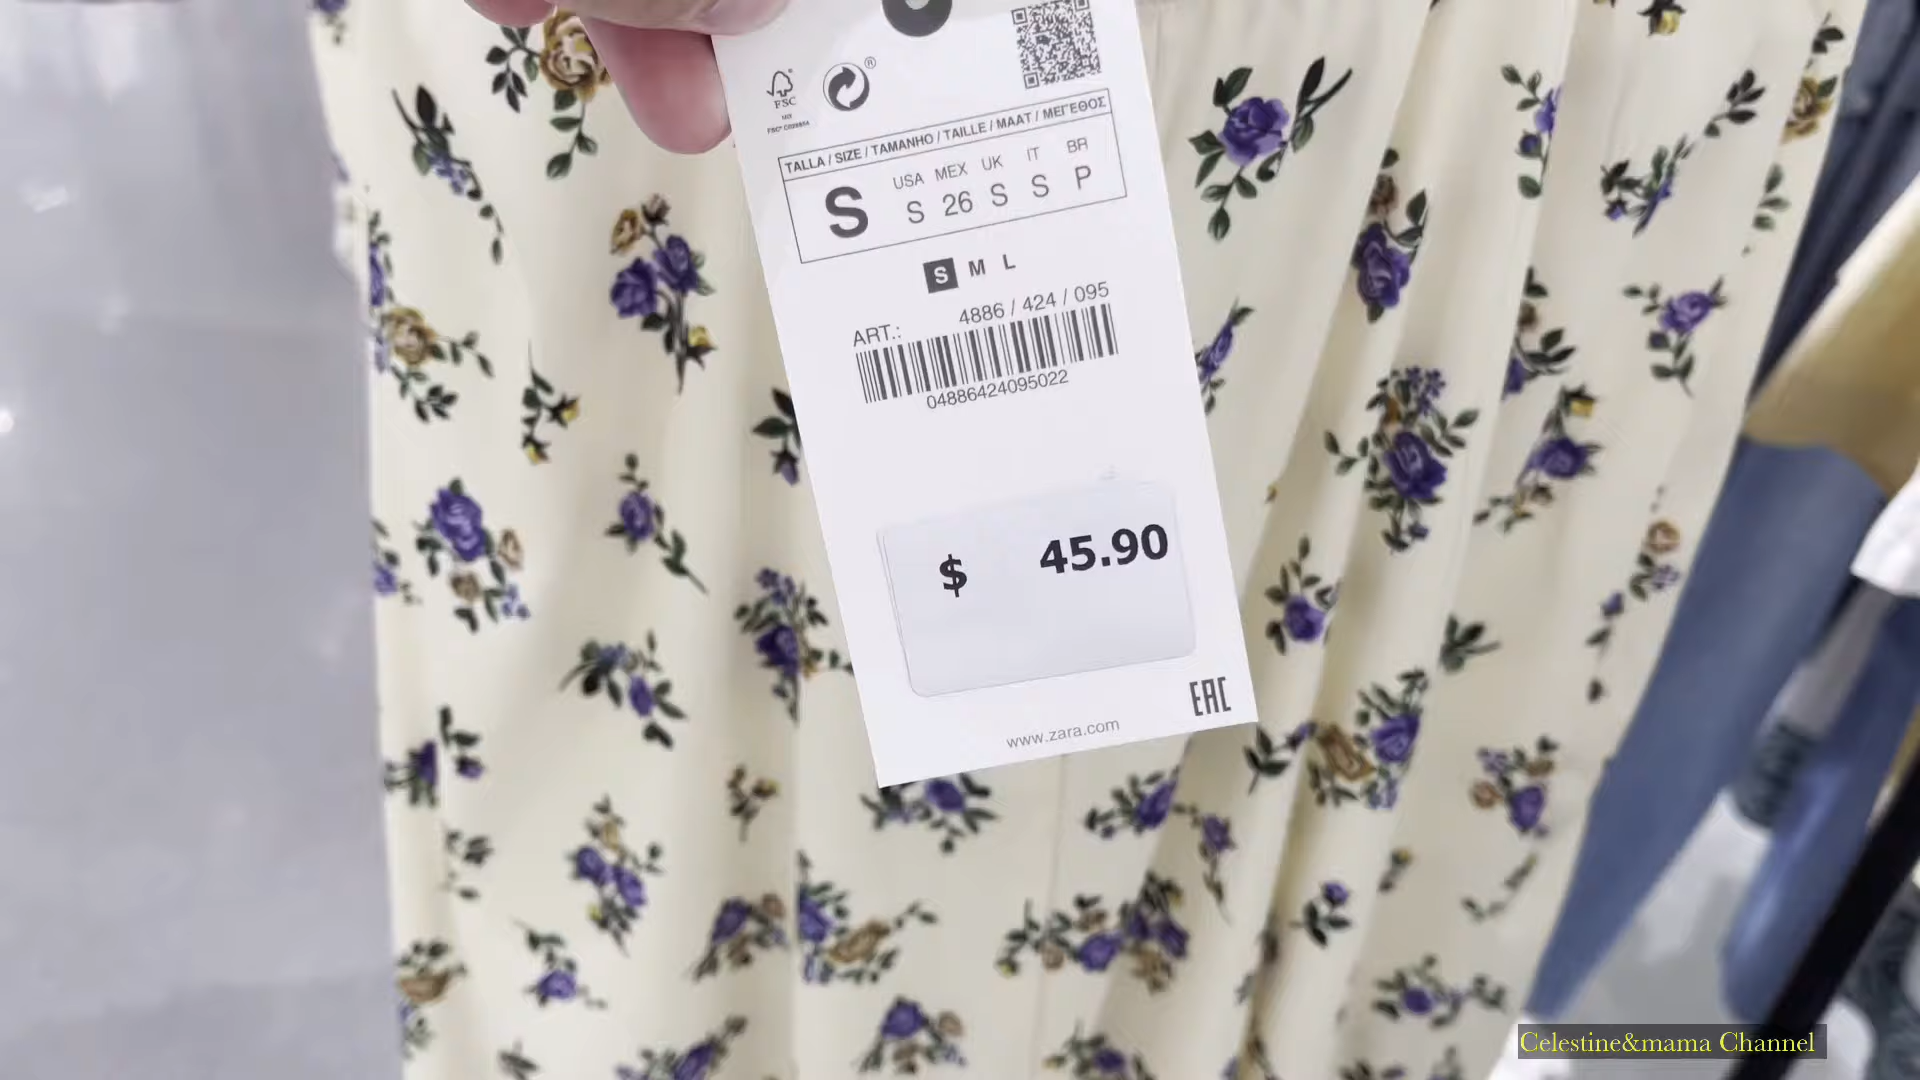 FSC
MIX
®
TALLA / SIZE / TAMANHO / TAILLE / MAAT / ΜΕΓΕΘΟΣ
S
USA MEX UK IT BR
S 26 S S P
S M L
ART.: 4886 / 424 / 095
04886424095022
$ 45.90
EAC
www.zara.com
Celestine&mama Channel